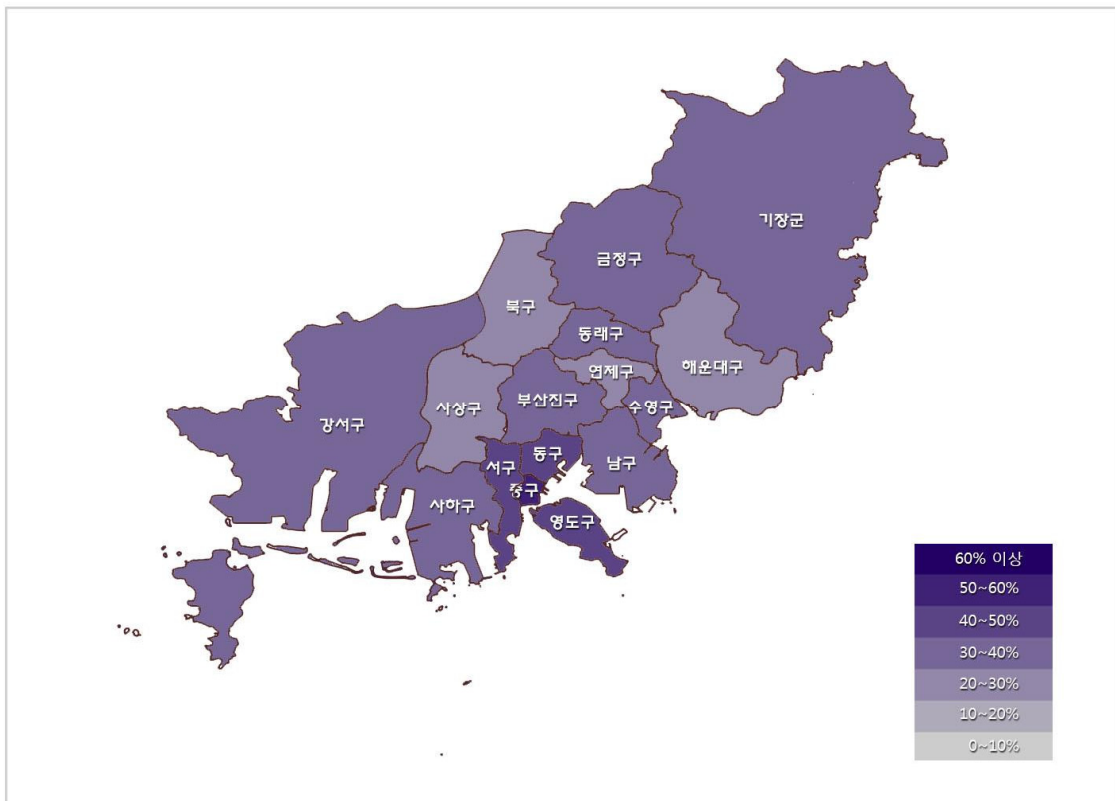 기장군
금정구
북구
동래구
해운대구
연제구
부산진구
수영구
사상구
강서구
동구
서구
남구
중구
사하구
영도구
60% 이상
50~60%
40~50%
30~40%
20~30%
10~20%
0~10%